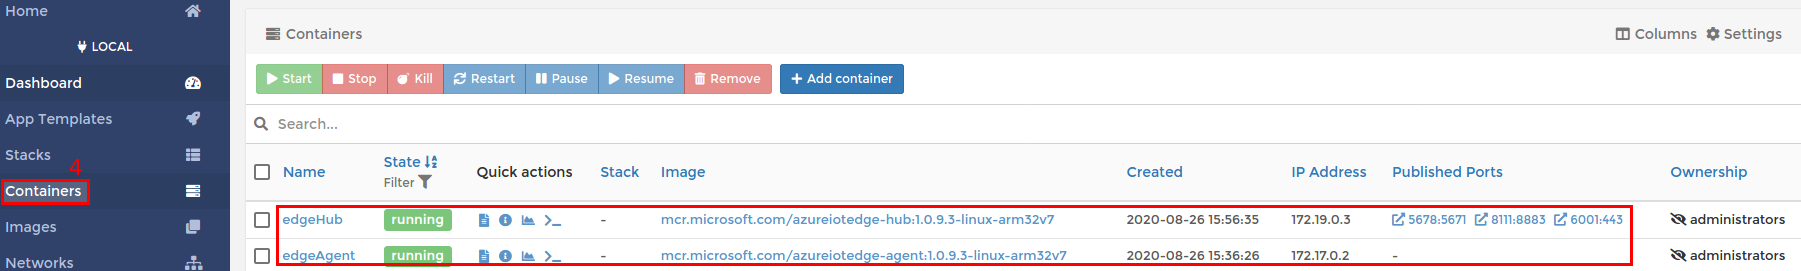 Home
LOCAL
Dashboard
App Templates
Stacks
4
Containers
Images
Networks
Containers
Columns Settings
Start Stop Kill Restart Pause Resume Remove + Add container
Search...
Name State Filter Quick actions Stack Image Created IP Address Published Ports Ownership
edgeHub running - mcr.microsoft.com/azureiotedge-hub:1.0.9.3-linux-arm32v7 2020-08-26 15:56:35 172.19.0.3 5678:5671 8111:8883 6001:443 administrators
edgeAgent running - mcr.microsoft.com/azureiotedge-agent:1.0.9.3-linux-arm32v7 2020-08-26 15:36:26 172.17.0.2 - administrators